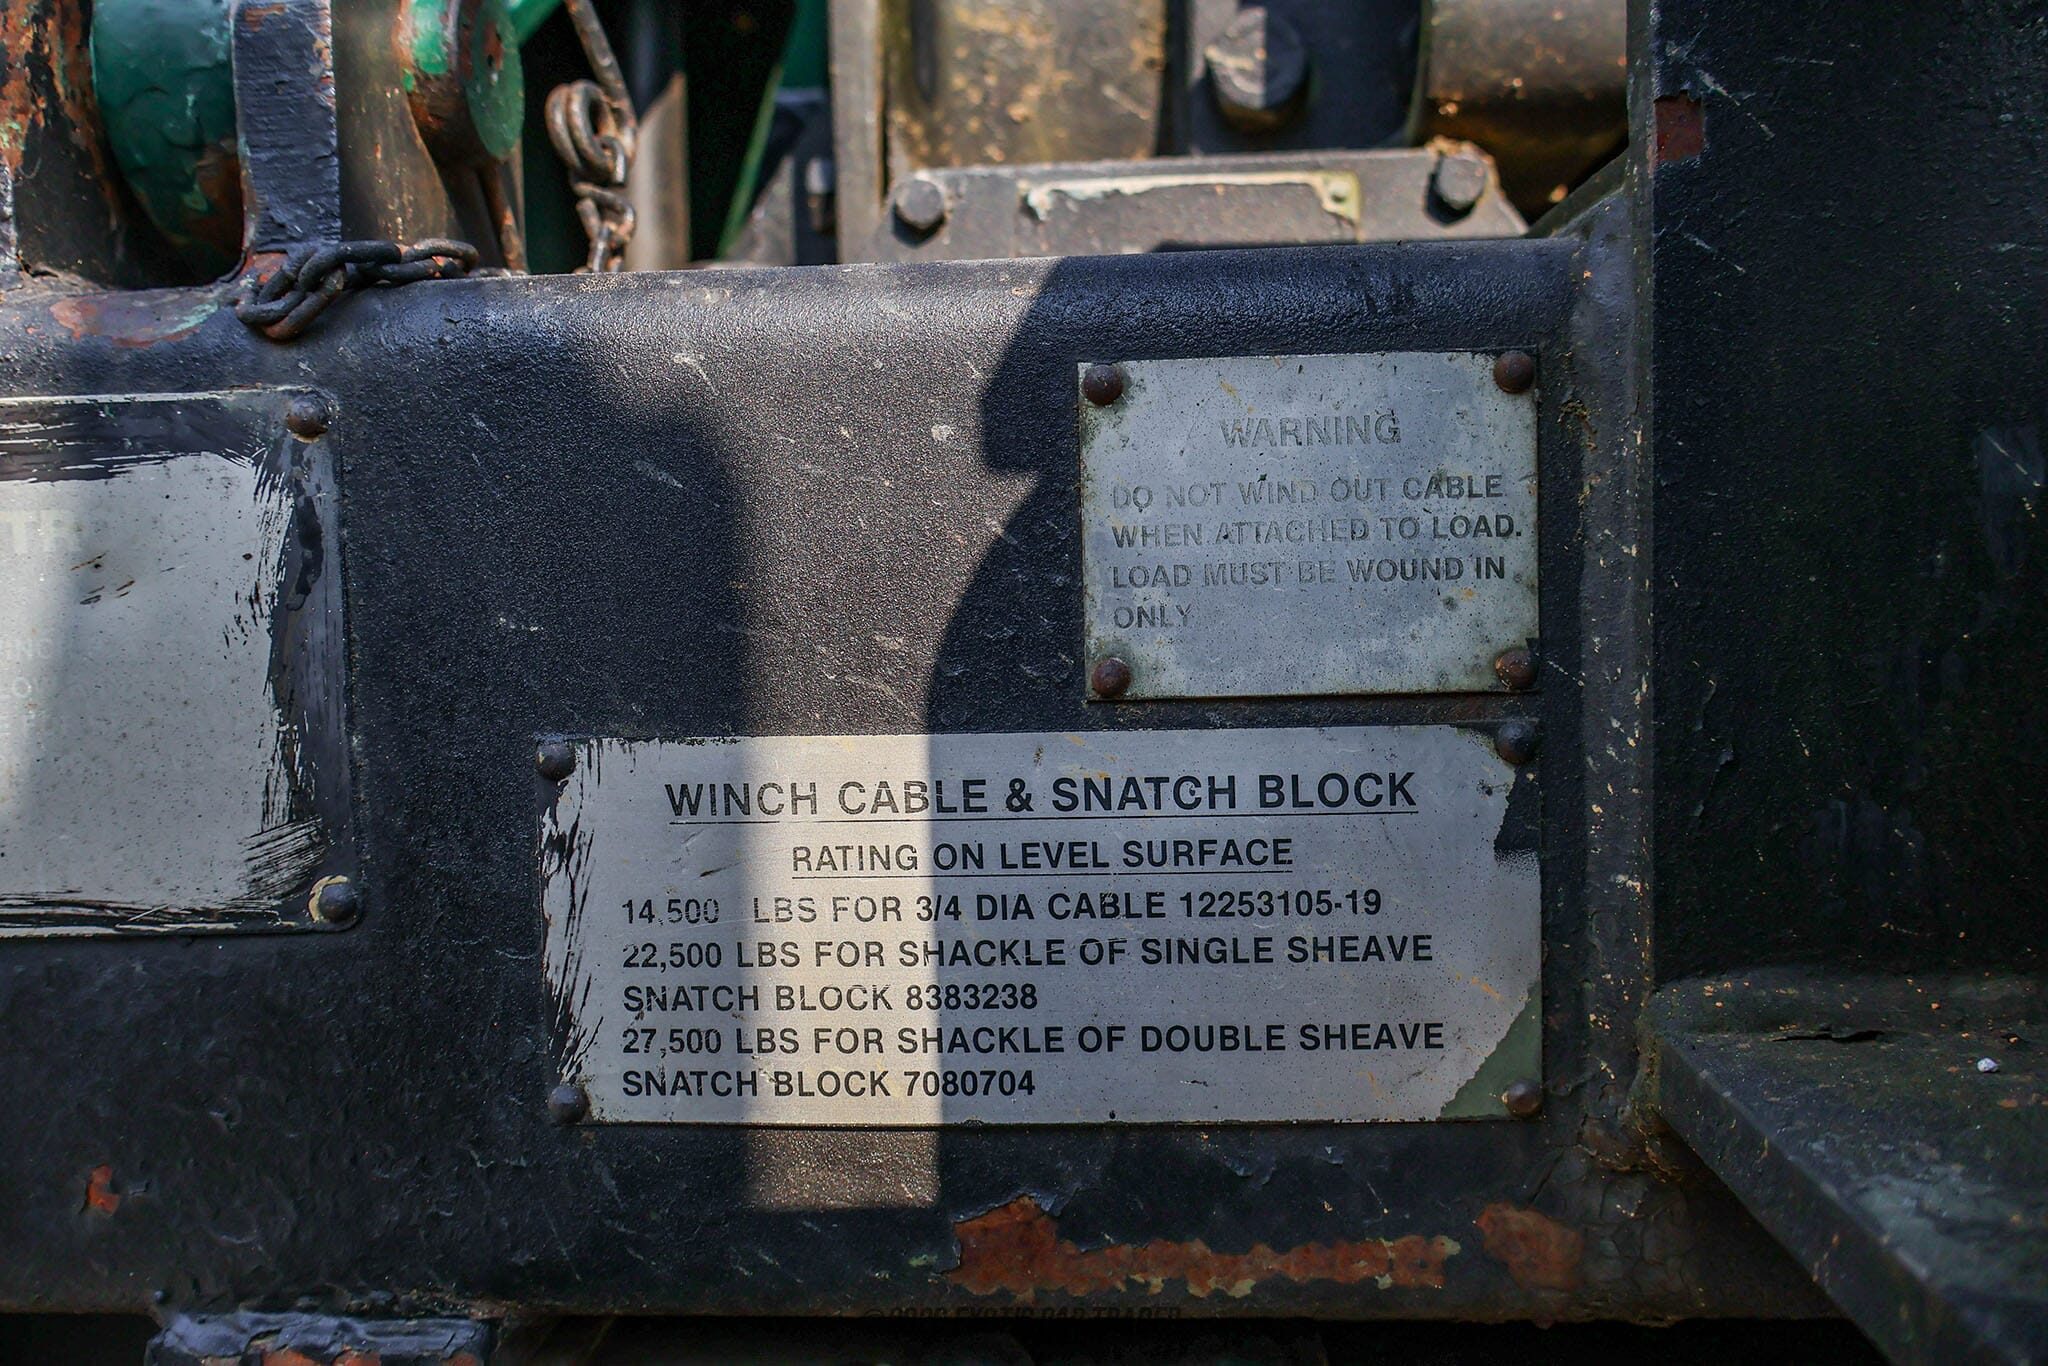 WARNING
DO NOT WIND OUT CABLE
WHEN ATTACHED TO LOAD.
LOAD MUST BE WOUND IN
ONLY
WINCH CABLE & SNATCH BLOCK
RATING ON LEVEL SURFACE
14,500 LBS FOR 3/4 DIA CABLE 12253105-19
22,500 LBS FOR SHACKLE OF SINGLE SHEAVE
SNATCH BLOCK 8383238
27,500 LBS FOR SHACKLE OF DOUBLE SHEAVE
SNATCH BLOCK 7080704